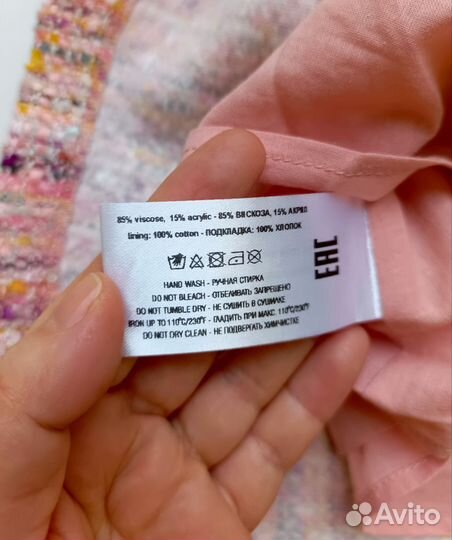 85% viscose, 15% acrylic - 85% ВИСКОЗА, 15% АКРИЛ
lining: 100% cotton - ПОДКЛАДКА: 100% ХЛОПОК
HAND WASH - РУЧНАЯ СТИРКА
DO NOT BLEACH - ОТБЕЛИВАТЬ ЗАПРЕЩЕНО
DO NOT TUMBLE DRY - НЕ СУШИТЬ В СУШИЛКЕ
IRON UP TO 110°C/230°F - ГЛАДИТЬ ПРИ МАКС. 110°C/230°F
DO NOT DRY CLEAN - НЕ ПОДВЕРГАТЬ ХИМЧИСТКЕ
EAC
Avito